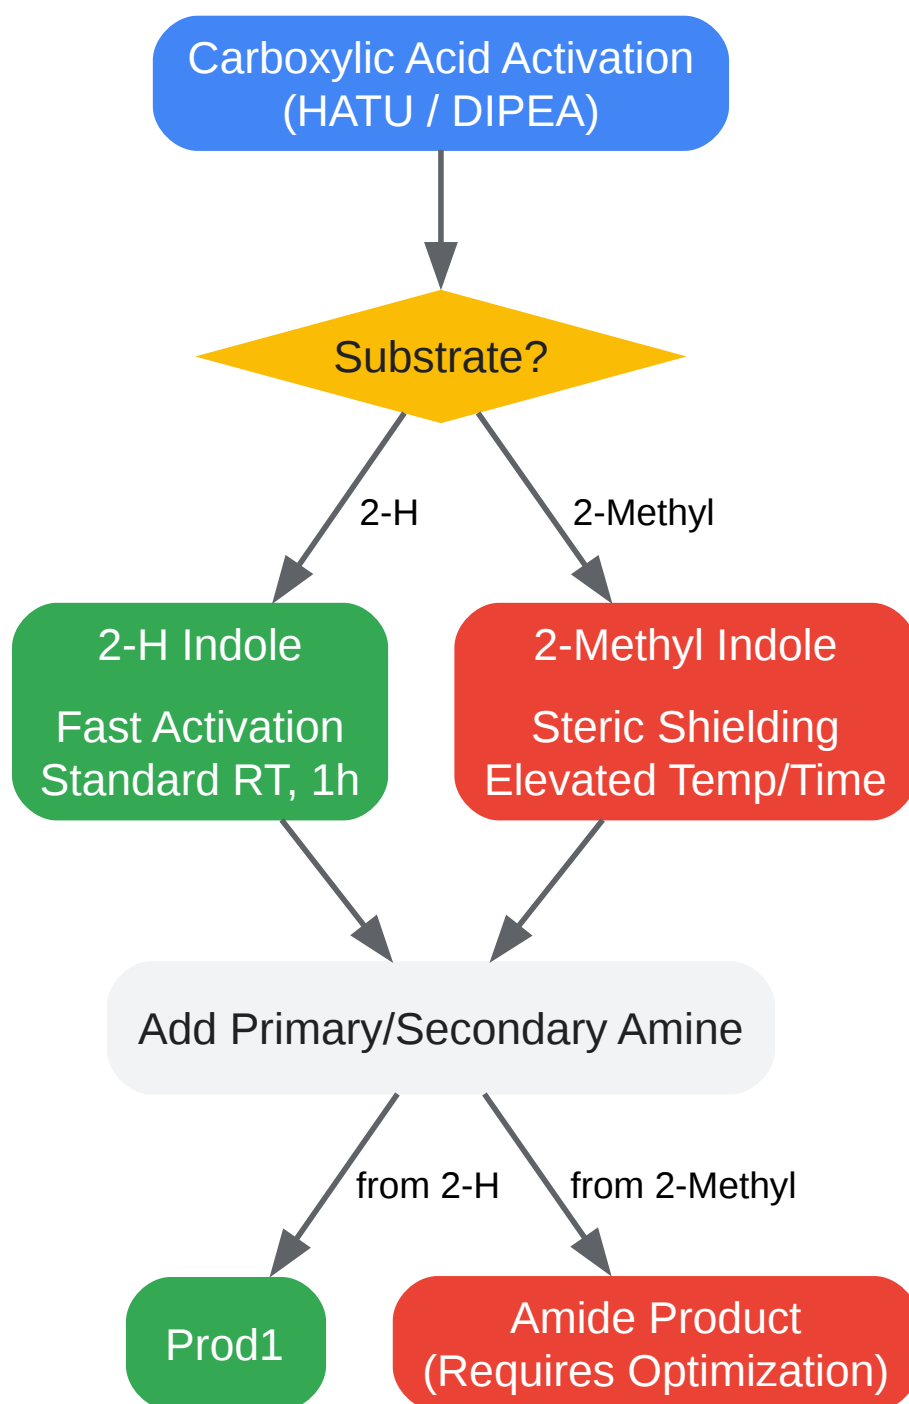 Carboxylic Acid Activation
(HATU / DIPEA)
Substrate?
2-H
2-Methyl
2-H Indole
Fast Activation
Standard RT, 1h
2-Methyl Indole
Steric Shielding
Elevated Temp/Time
Add Primary/Secondary Amine
from 2-H
from 2-Methyl
Prod1
Amide Product
(Requires Optimization)